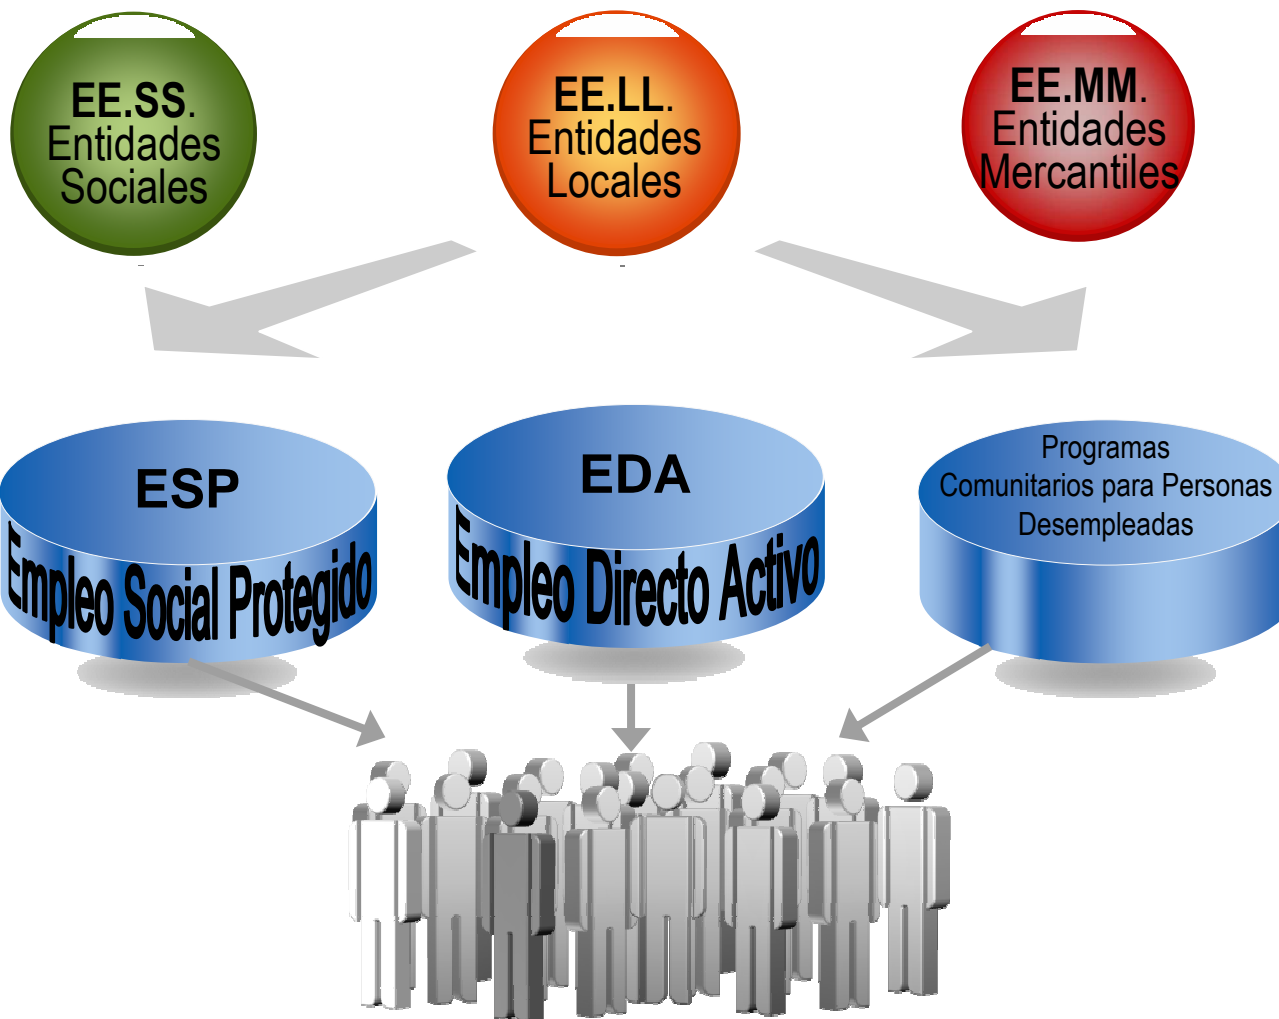 EE.SS.
Entidades
Sociales
EE.LL.
Entidades
Locales
EE.MM.
Entidades
Mercantiles
ESP
Empleo Social Protegido
EDA
Empleo Directo Activo
Programas
Comunitarios para Personas
Desempleadas